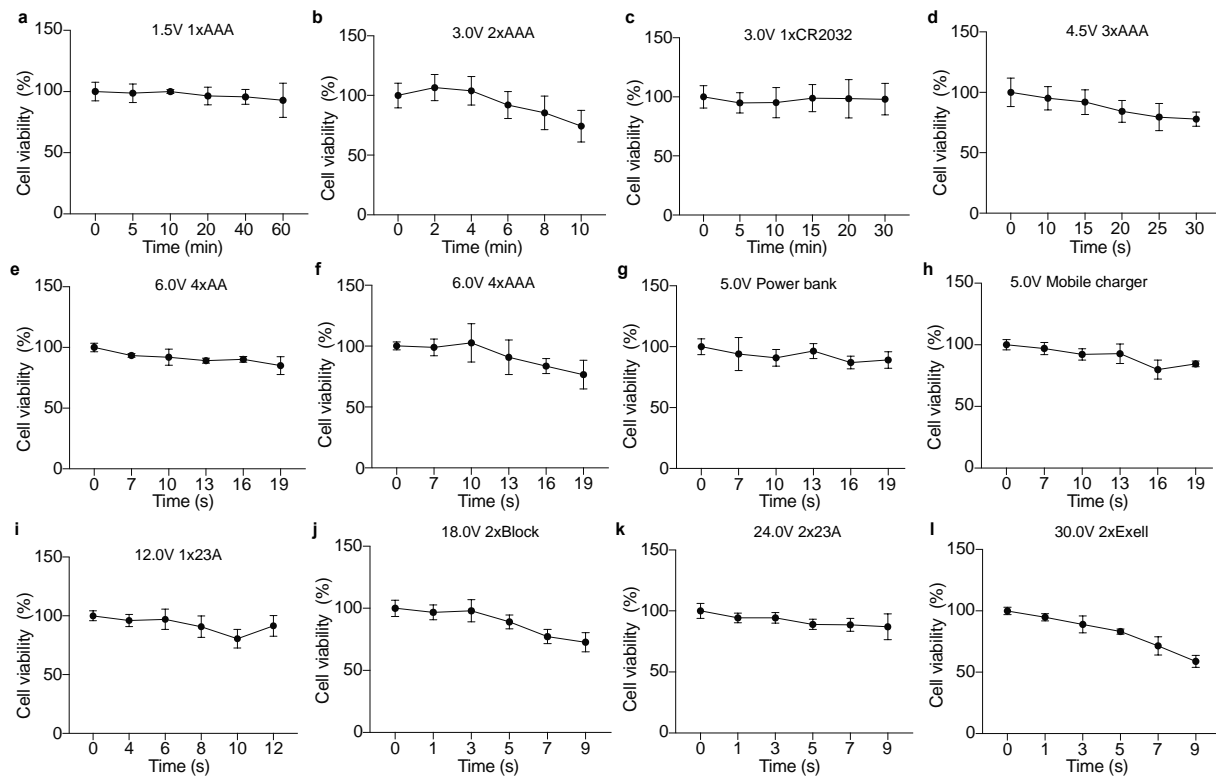 a 1.5V 1xAAA
Cell viability (%)
150
100
50
0
0 5 10 20 40 60
Time (min)
b 3.0V 2xAAA
Cell viability (%)
150
100
50
0
0 2 4 6 8 10
Time (min)
c 3.0V 1xCR2032
Cell viability (%)
150
100
50
0
0 5 10 15 20 30
Time (min)
d 4.5V 3xAAA
Cell viability (%)
150
100
50
0
0 10 15 20 25 30
Time (s)
e 6.0V 4xAA
Cell viability (%)
150
100
50
0
0 7 10 13 16 19
Time (s)
f 6.0V 4xAAA
Cell viability (%)
150
100
50
0
0 7 10 13 16 19
Time (s)
g 5.0V Power bank
Cell viability (%)
150
100
50
0
0 7 10 13 16 19
Time (s)
h 5.0V Mobile charger
Cell viability (%)
150
100
50
0
0 7 10 13 16 19
Time (s)
i 12.0V 1x23A
Cell viability (%)
150
100
50
0
0 4 6 8 10 12
Time (s)
j 18.0V 2xBlock
Cell viability (%)
150
100
50
0
0 1 3 5 7 9
Time (s)
k 24.0V 2x23A
Cell viability (%)
150
100
50
0
0 1 3 5 7 9
Time (s)
l 30.0V 2xExell
Cell viability (%)
150
100
50
0
0 1 3 5 7 9
Time (s)